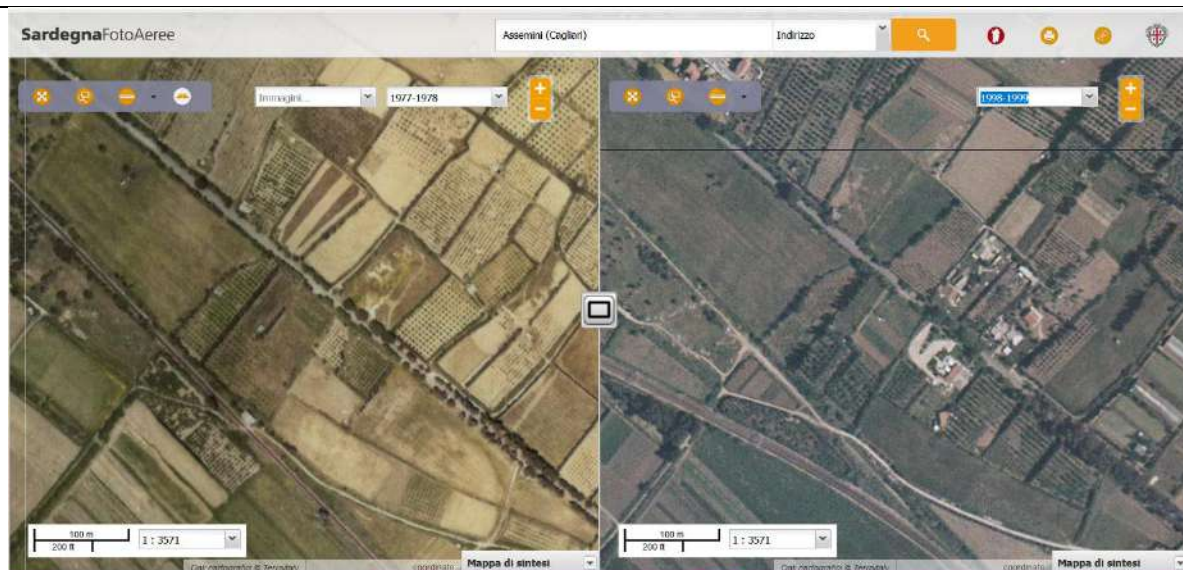 SardegnaFotoAeree
Assemini (Cagliari)
Indirizzo
Immagini...
1977-1978
1998-1999
100 m
200 ft
1 : 3571
Mappa di sintesi
100 m
200 ft
1 : 3571
Mappa di sintesi